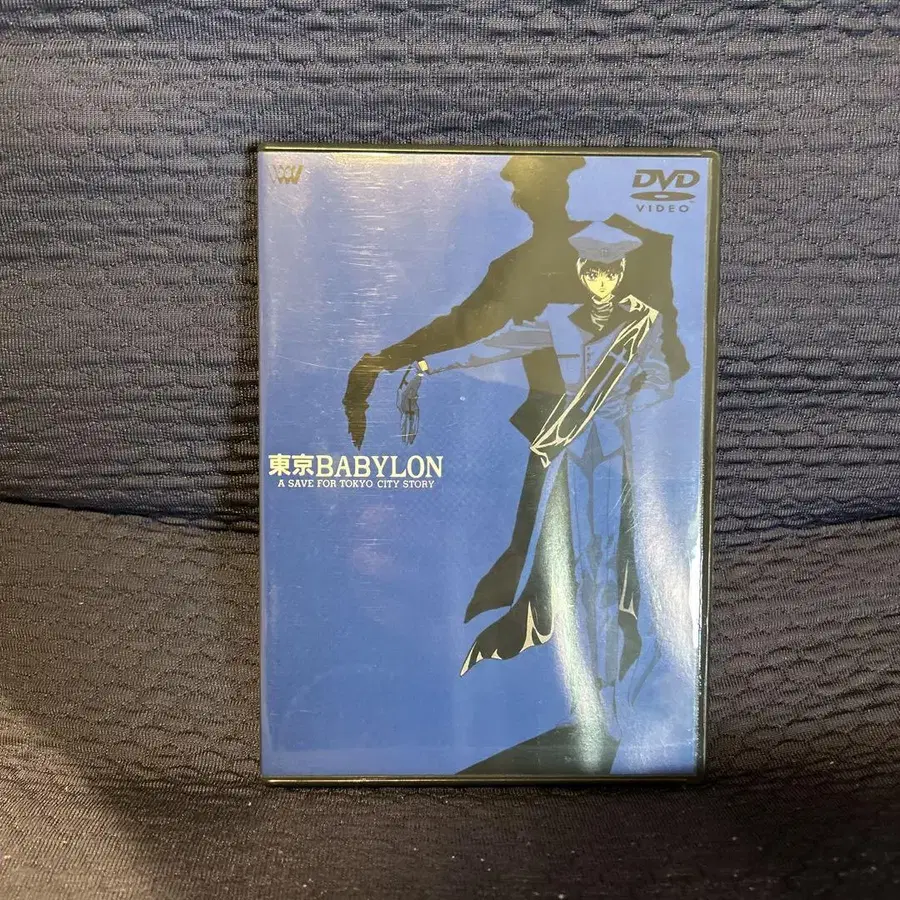 DVD
VIDEO
東京BABYLON
A SAVE FOR TOKYO CITY STORY